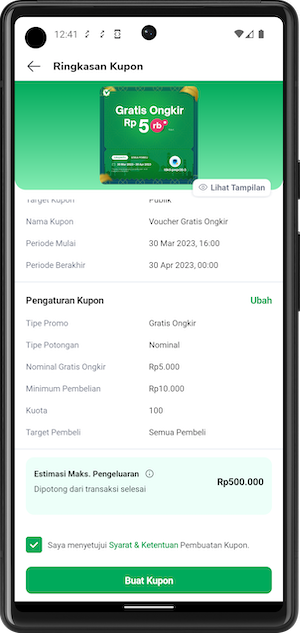 12:41
Ringkasan Kupon
Gratis Ongkir
Rp 5 rb
Lihat Tampilan
Target Kupon Publik
Nama Kupon Voucher Gratis Ongkir
Periode Mulai 30 Mar 2023, 16:00
Periode Berakhir 30 Apr 2023, 00:00
Pengaturan Kupon Ubah
Tipe Promo Gratis Ongkir
Tipe Potongan Nominal
Nominal Gratis Ongkir Rp5.000
Minimum Pembelian Rp10.000
Kuota 100
Target Pembeli Semua Pembeli
Estimasi Maks. Pengeluaran
Dipotong dari transaksi selesai
Rp500.000
Saya menyetujui Syarat & Ketentuan Pembuatan Kupon.
Buat Kupon